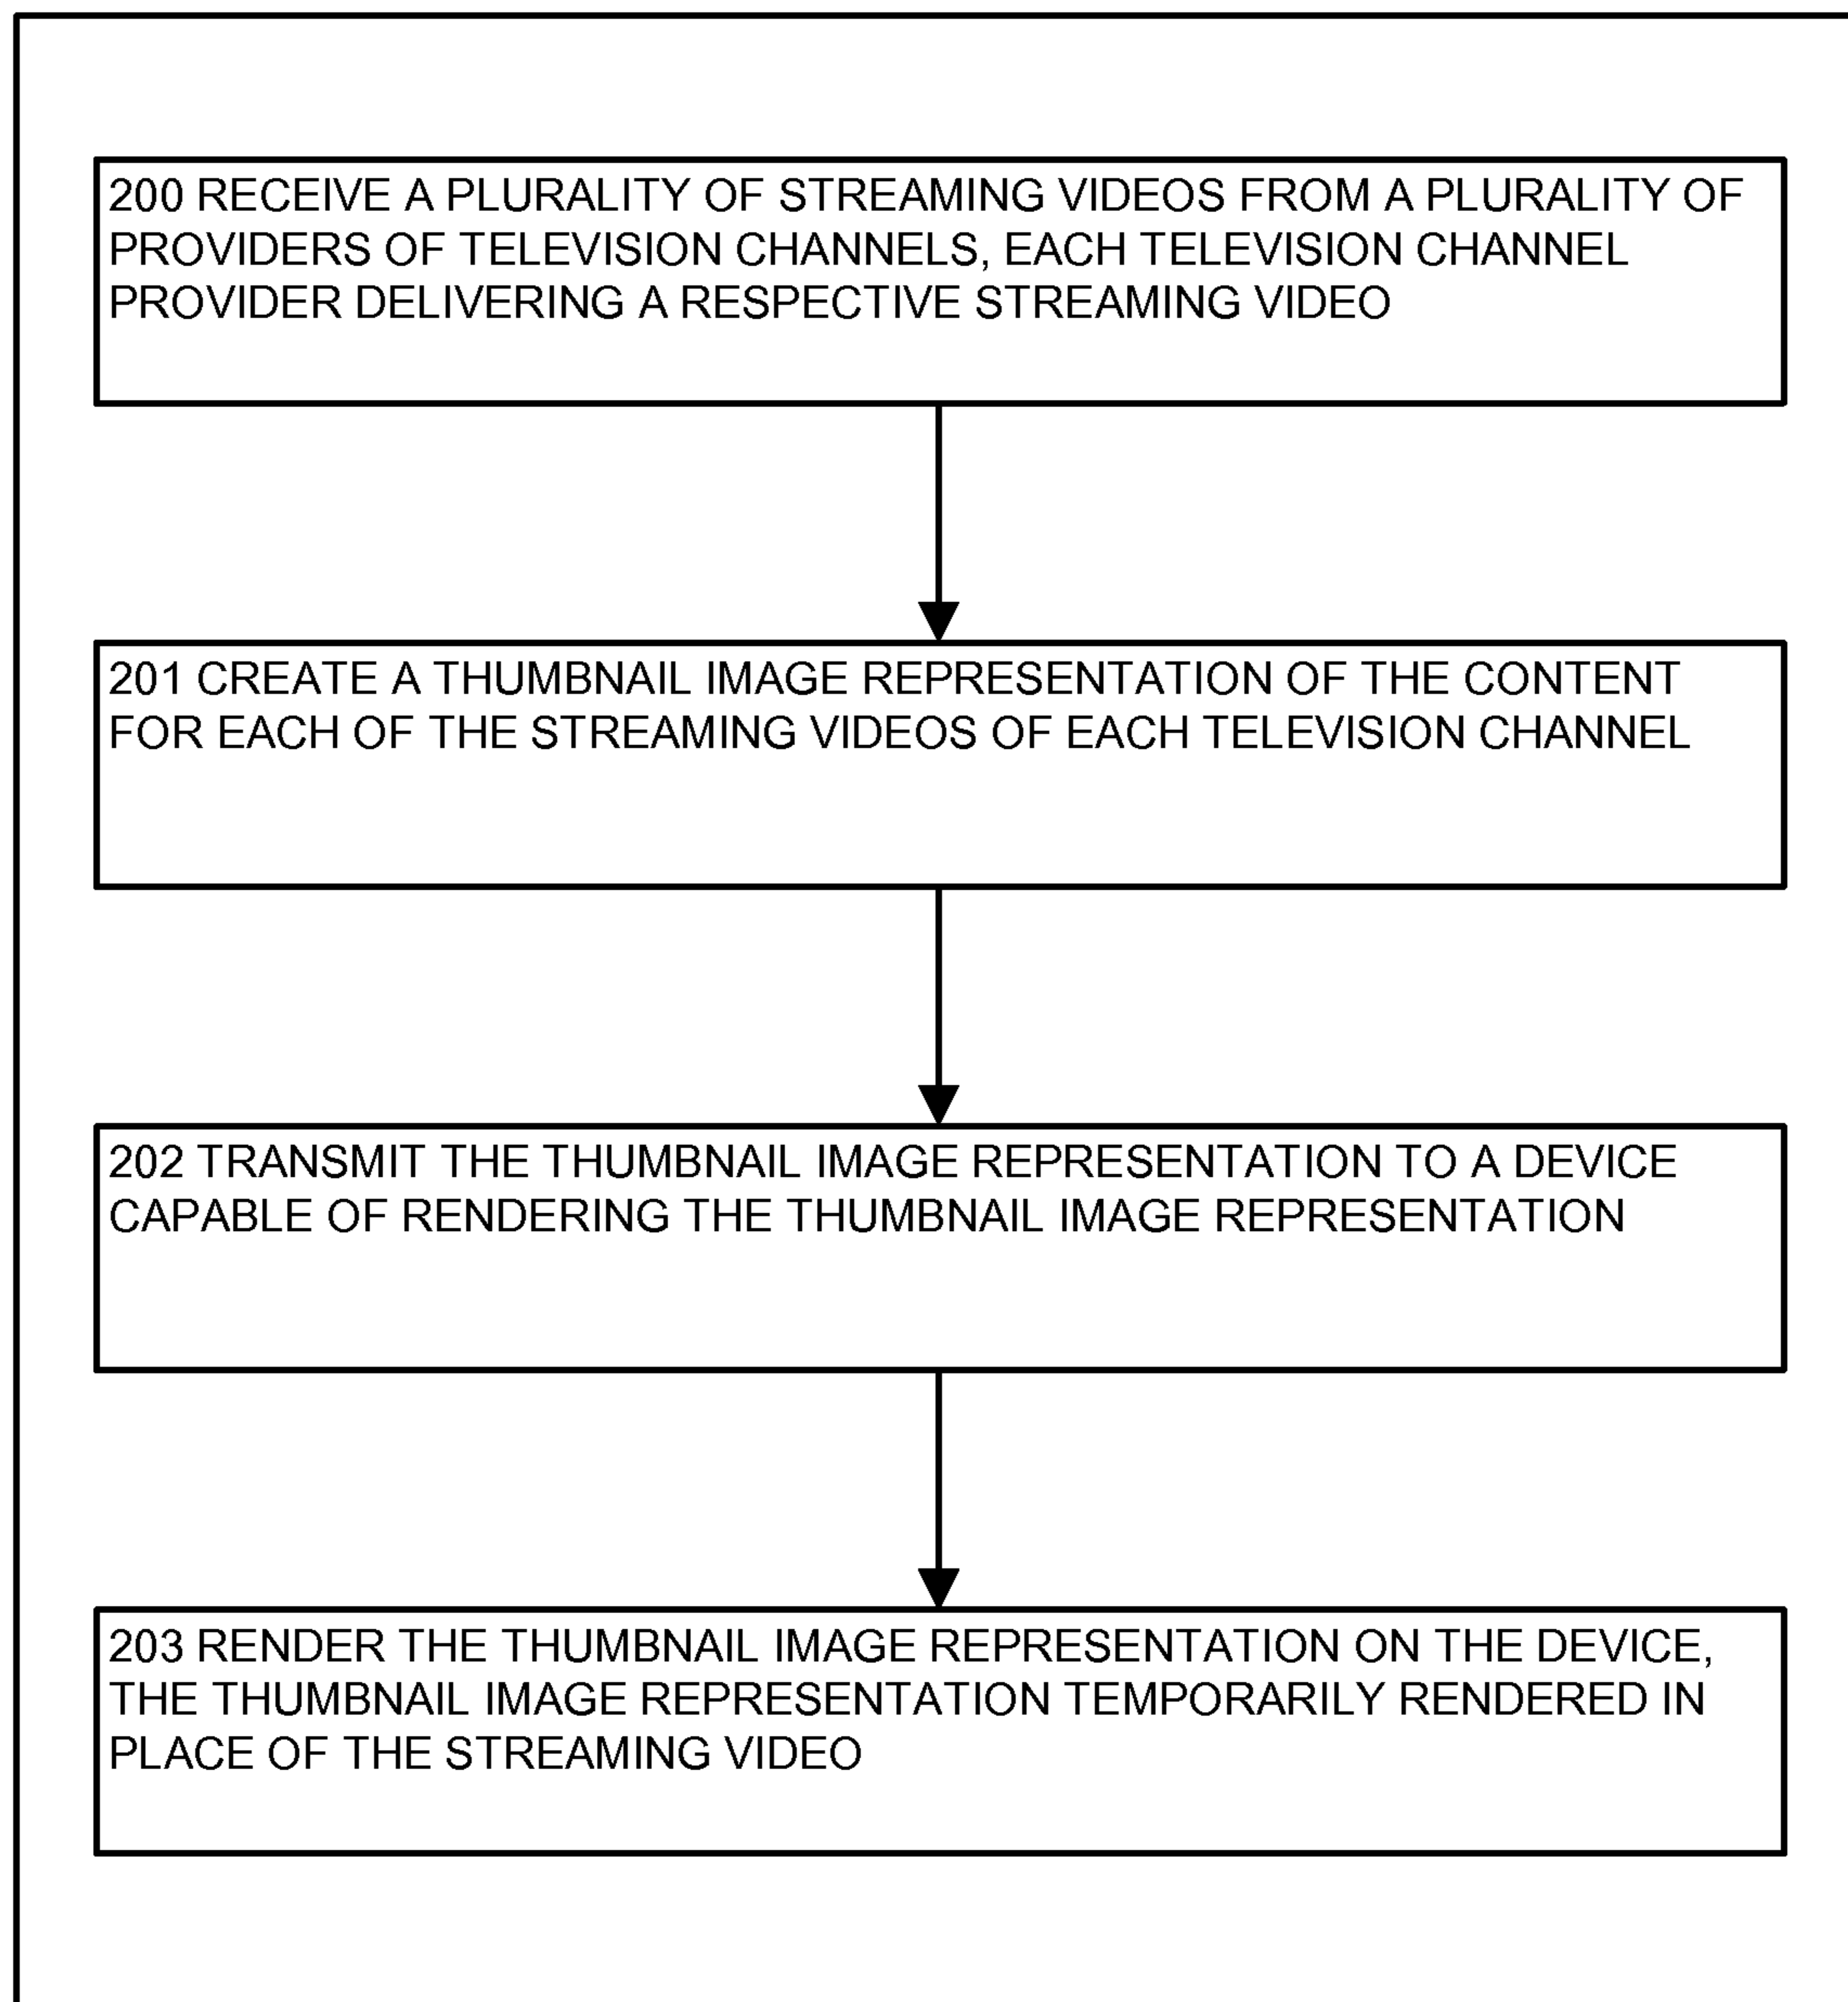 200 RECEIVE A PLURALITY OF STREAMING VIDEOS FROM A PLURALITY OF
PROVIDERS OF TELEVISION CHANNELS, EACH TELEVISION CHANNEL
PROVIDER DELIVERING A RESPECTIVE STREAMING VIDEO
201 CREATE A THUMBNAIL IMAGE REPRESENTATION OF THE CONTENT
FOR EACH OF THE STREAMING VIDEOS OF EACH TELEVISION CHANNEL
202 TRANSMIT THE THUMBNAIL IMAGE REPRESENTATION TO A DEVICE
CAPABLE OF RENDERING THE THUMBNAIL IMAGE REPRESENTATION
203 RENDER THE THUMBNAIL IMAGE REPRESENTATION ON THE DEVICE,
THE THUMBNAIL IMAGE REPRESENTATION TEMPORARILY RENDERED IN
PLACE OF THE STREAMING VIDEO